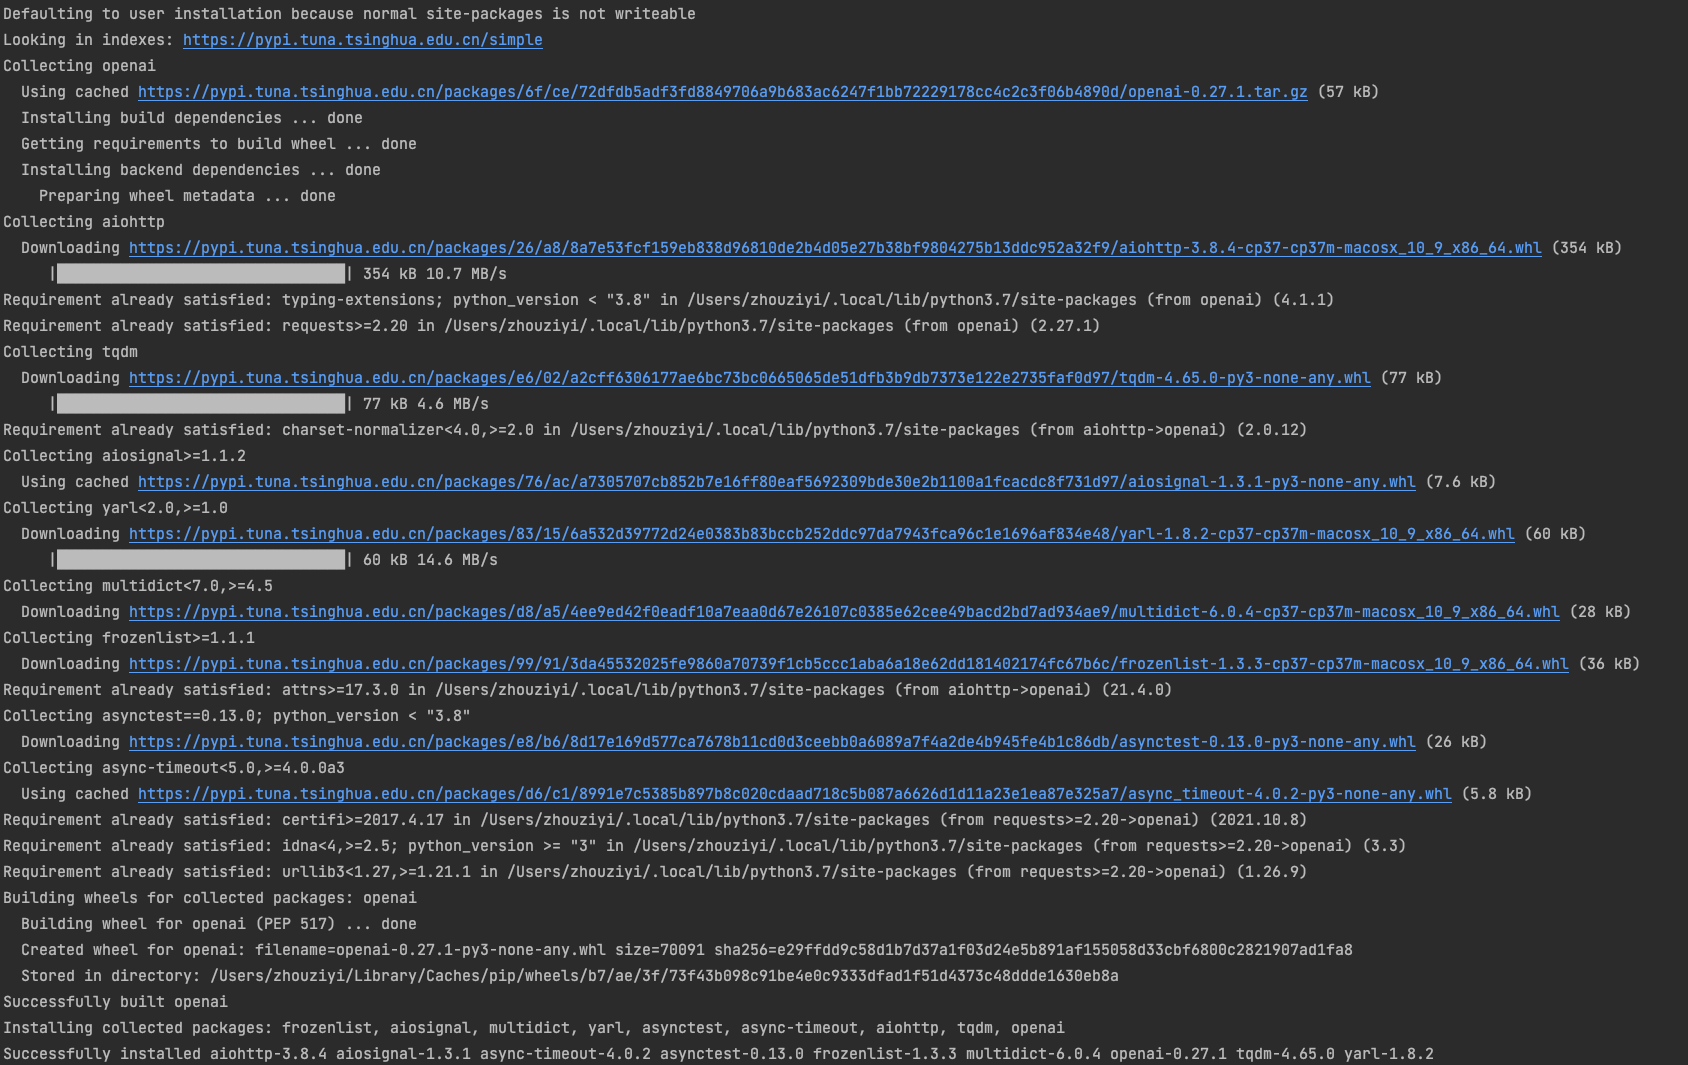 Defaulting to user installation because normal site-packages is not writeable
Looking in indexes: https://pypi.tuna.tsinghua.edu.cn/simple
Collecting openai
Using cached https://pypi.tuna.tsinghua.edu.cn/packages/6f/ce/72dfdb5adf3fd8849706a9b683ac6247f1bb72229178cc4c2c3f06b4890d/openai-0.27.1.tar.gz (57 kB)
Installing build dependencies ... done
Getting requirements to build wheel ... done
Installing backend dependencies ... done
Preparing wheel metadata ... done
Collecting aiohttp
Downloading https://pypi.tuna.tsinghua.edu.cn/packages/26/a8/8a7e53fcf159eb838d96810de2b4d05e27b38bf9804275b13ddc952a32f9/aiohttp-3.8.4-cp37-cp37m-macosx_10_9_x86_64.whl (354 kB)
| | 354 kB 10.7 MB/s
Requirement already satisfied: typing-extensions; python_version < "3.8" in /Users/zhouziyi/.local/lib/python3.7/site-packages (from openai) (4.1.1)
Requirement already satisfied: requests>=2.20 in /Users/zhouziyi/.local/lib/python3.7/site-packages (from openai) (2.27.1)
Collecting tqdm
Downloading https://pypi.tuna.tsinghua.edu.cn/packages/e6/02/a2cff6306177ae6bc73bc0665065de51dfb3b9db7373e122e2735faf0d97/tqdm-4.65.0-py3-none-any.whl (77 kB)
| | 77 kB 4.6 MB/s
Requirement already satisfied: charset-normalizer<4.0,>=2.0 in /Users/zhouziyi/.local/lib/python3.7/site-packages (from aiohttp->openai) (2.0.12)
Collecting aiosignal>=1.1.2
Using cached https://pypi.tuna.tsinghua.edu.cn/packages/76/ac/a7305707cb852b7e16ff80eaf5692309bde30e2b1100a1fcacdc8f731d97/aiosignal-1.3.1-py3-none-any.whl (7.6 kB)
Collecting yarl<2.0,>=1.0
Downloading https://pypi.tuna.tsinghua.edu.cn/packages/83/15/6a532d39772d24e0383b83bccb252ddc97da7943fca96c1e1696af834e48/yarl-1.8.2-cp37-cp37m-macosx_10_9_x86_64.whl (60 kB)
| | 60 kB 14.6 MB/s
Collecting multidict<7.0,>=4.5
Downloading https://pypi.tuna.tsinghua.edu.cn/packages/d8/a5/4ee9ed42f0eadf10a7eaa0d67e26107c0385e62cee49bacd2bd7ad934ae9/multidict-6.0.4-cp37-cp37m-macosx_10_9_x86_64.whl (28 kB)
Collecting frozenlist>=1.1.1
Downloading https://pypi.tuna.tsinghua.edu.cn/packages/99/91/3da45532025fe9860a70739f1cb5ccc1aba6a18e62dd181402174fc67b6c/frozenlist-1.3.3-cp37-cp37m-macosx_10_9_x86_64.whl (36 kB)
Requirement already satisfied: attrs>=17.3.0 in /Users/zhouziyi/.local/lib/python3.7/site-packages (from aiohttp->openai) (21.4.0)
Collecting asynctest==0.13.0; python_version < "3.8"
Downloading https://pypi.tuna.tsinghua.edu.cn/packages/e8/b6/8d17e169d577ca7678b11cd0d3ceebb0a6089a7f4a2de4b945fe4b1c86db/asynctest-0.13.0-py3-none-any.whl (26 kB)
Collecting async-timeout<5.0,>=4.0.0a3
Using cached https://pypi.tuna.tsinghua.edu.cn/packages/d6/c1/8991e7c5385b897b8c020cdaad718c5b087a6626d1d11a23e1ea87e325a7/async_timeout-4.0.2-py3-none-any.whl (5.8 kB)
Requirement already satisfied: certifi>=2017.4.17 in /Users/zhouziyi/.local/lib/python3.7/site-packages (from requests>=2.20->openai) (2021.10.8)
Requirement already satisfied: idna<4,>=2.5; python_version >= "3" in /Users/zhouziyi/.local/lib/python3.7/site-packages (from requests>=2.20->openai) (3.3)
Requirement already satisfied: urllib3<1.27,>=1.21.1 in /Users/zhouziyi/.local/lib/python3.7/site-packages (from requests>=2.20->openai) (1.26.9)
Building wheels for collected packages: openai
Building wheel for openai (PEP 517) ... done
Created wheel for openai: filename=openai-0.27.1-py3-none-any.whl size=70091 sha256=e29ffdd9c58d1b7d37a1f03d24e5b891af155058d33cbf6800c2821907ad1fa8
Stored in directory: /Users/zhouziyi/Library/Caches/pip/wheels/b7/ae/3f/73f43b098c91be4e0c9333dfad1f51d4373c48ddde1630eb8a
Successfully built openai
Installing collected packages: frozenlist, aiosignal, multidict, yarl, asynctest, async-timeout, aiohttp, tqdm, openai
Successfully installed aiohttp-3.8.4 aiosignal-1.3.1 async-timeout-4.0.2 asynctest-0.13.0 frozenlist-1.3.3 multidict-6.0.4 openai-0.27.1 tqdm-4.65.0 yarl-1.8.2